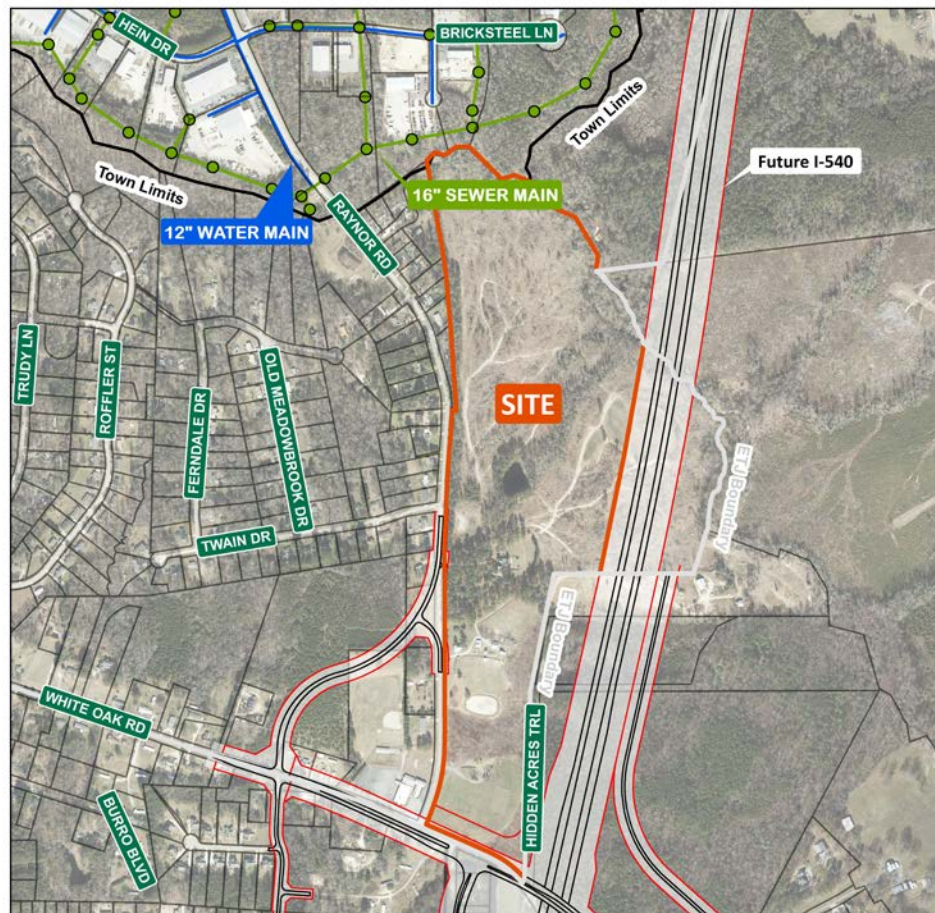 HEIN DR
BRICKSTEEL LN
Town Limits
Town Limits
Future I-540
16" SEWER MAIN
12" WATER MAIN
RAYNOR RD
TRUDY LN
ROFFLER ST
FERNDALE DR
OLD MEADOWBROOK DR
SITE
ETJ Boundary
TWAIN DR
ETJ Boundary
WHITE OAK RD
HIDDEN ACRES TRL
BURRO BLVD